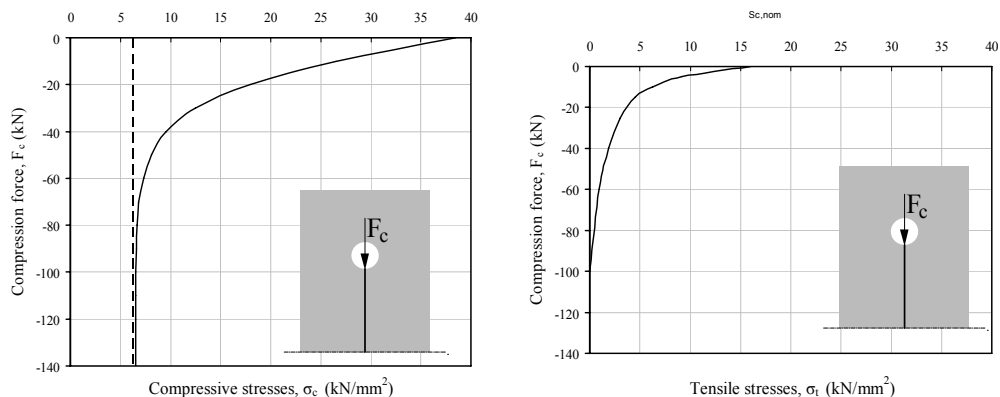 0 5 10 15 20 25 30 35 40
0
-20
-40
-60
-80
-100
-120
-140
Compression force, F c (kN)
Fc
Compressive stresses, σc (kN/mm2)
Sc,nom
0 5 10 15 20 25 30 35 40
0
-20
-40
-60
-80
-100
-120
-140
Compression force, F c (kN)
Fc
Tensile stresses, σt (kN/mm2)